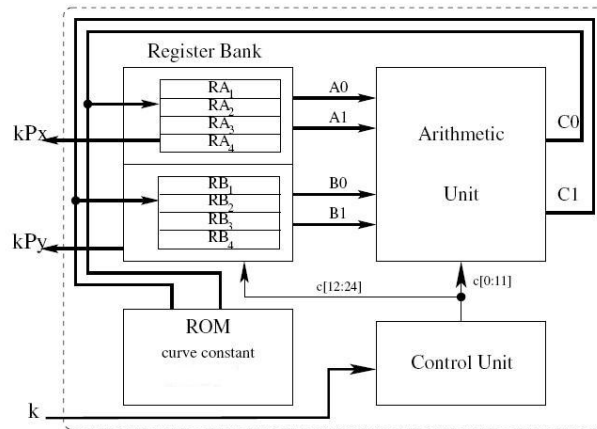 Register Bank
RA1
RA2
RA3
RA4
RB1
RB2
RB3
RB4
kPx
kPy
A0
A1
B0
B1
Arithmetic
Unit
C0
C1
c[12:24]
c[0:11]
ROM
curve constant
Control Unit
k